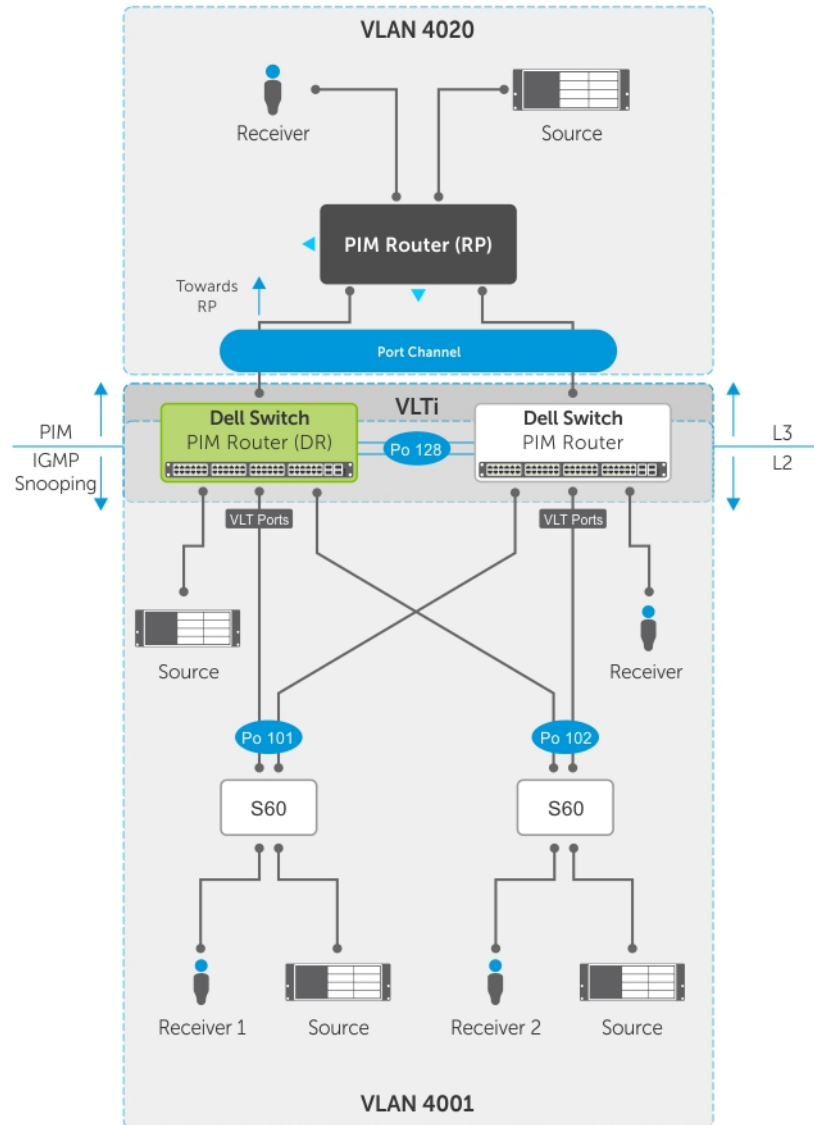 VLAN 4020
Receiver
Source
PIM Router (RP)
Towards
RP
Port Channel
VLTi
Dell Switch
PIM Router (DR)
Po 128
Dell Switch
PIM Router
PIM
IGMP
Snooping
L3
L2
VLT Ports
VLT Ports
Source
Receiver
Po 101
Po 102
S60
S60
Receiver 1
Source
Receiver 2
Source
VLAN 4001